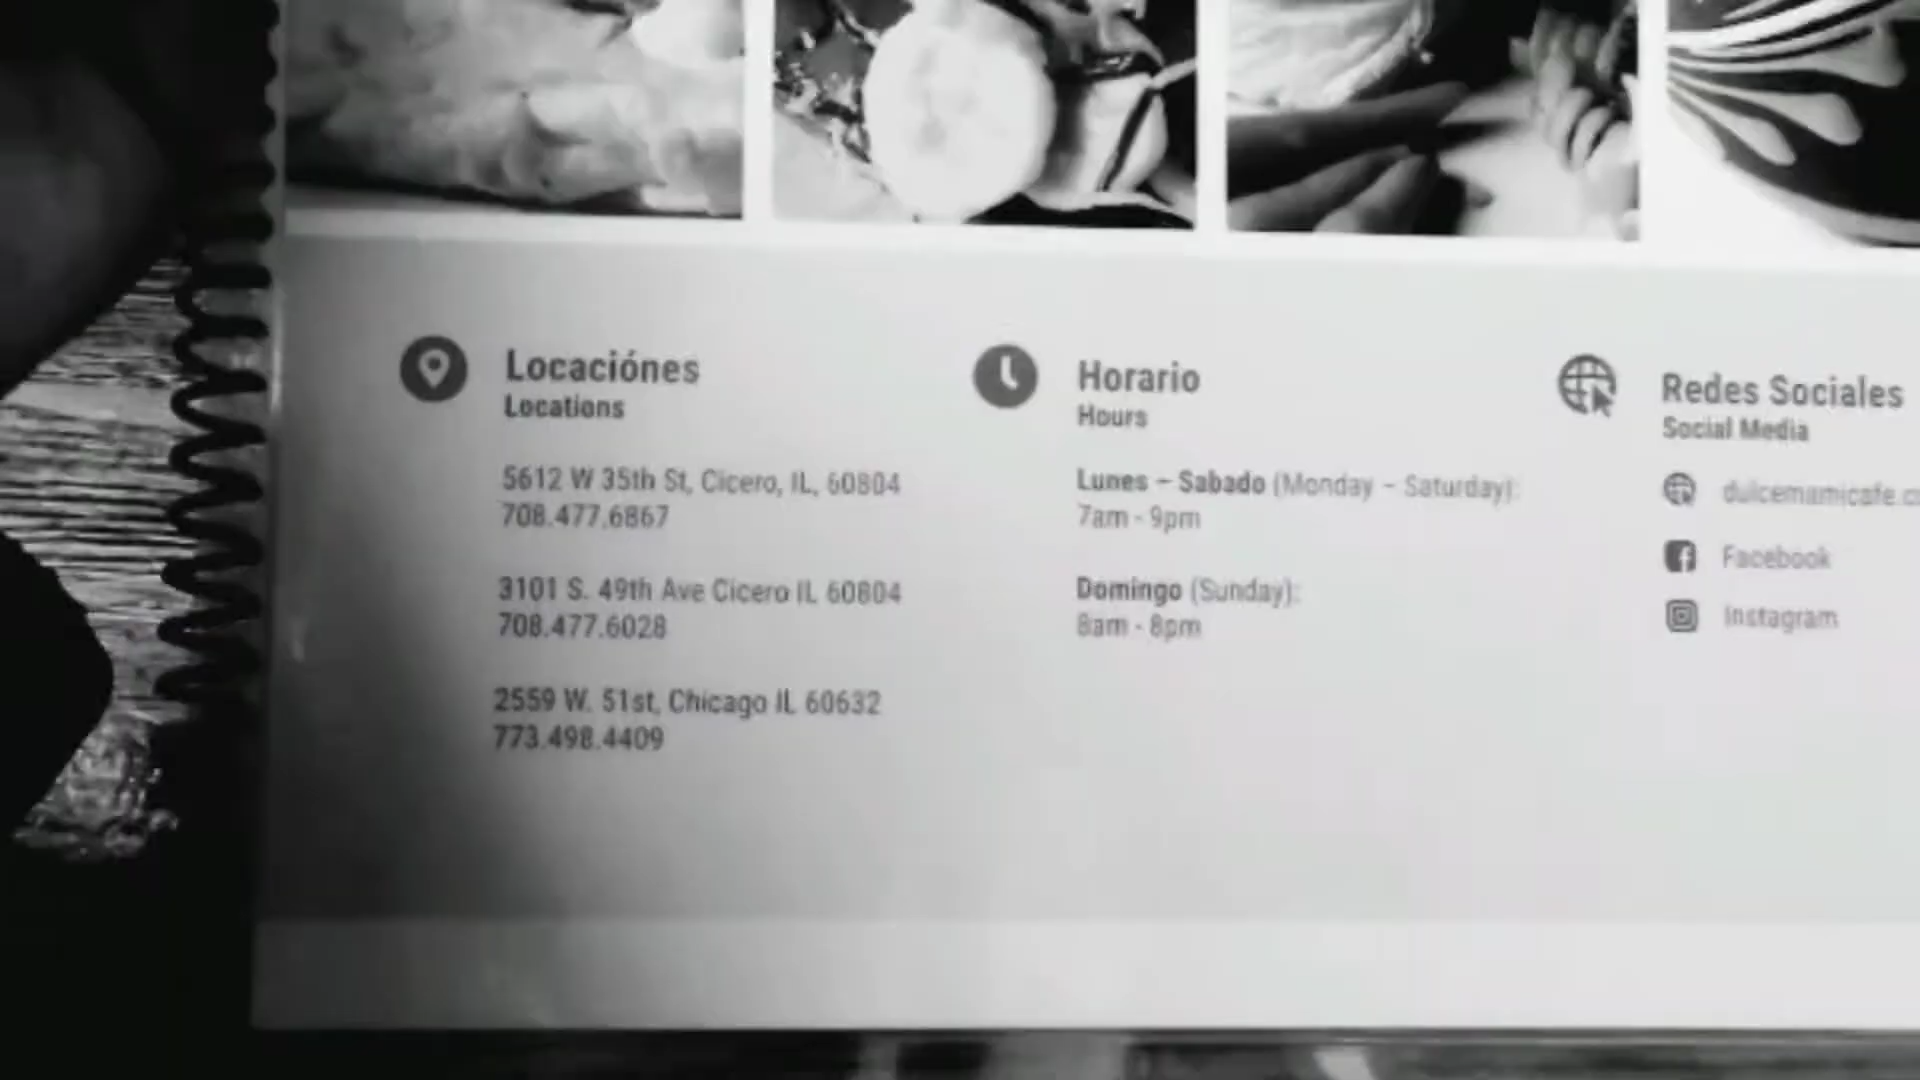 Locaciónes
Locations
5612 W 35th St, Cicero, IL, 60804
708.477.6867
3101 S. 49th Ave Cicero IL 60804
708.477.6028
2559 W. 51st, Chicago IL 60632
773.498.4409
Horario
Hours
Lunes – Sabado (Monday – Saturday):
7am - 9pm
Domingo (Sunday):
8am - 8pm
Redes Sociales
Social Media
Facebook
Instagram